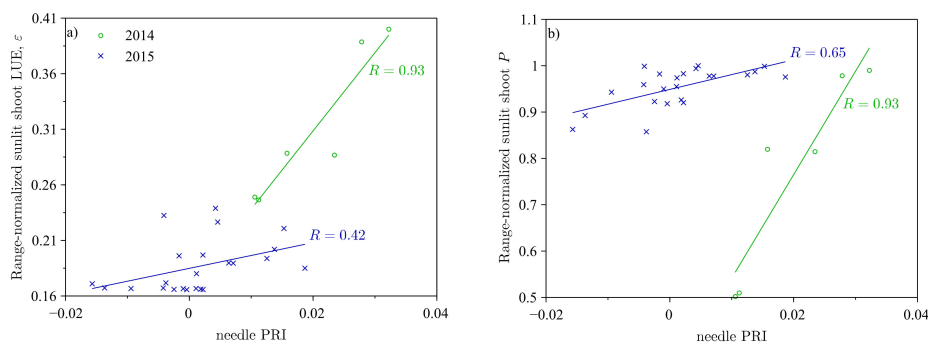 a)
2014
2015
R = 0.93
R = 0.42
0.41
0.36
0.31
0.26
0.21
0.16
−0.02
0
0.02
0.04
Range-normalized sunlit shoot LUE, ε
needle PRI
b)
R = 0.65
R = 0.93
1.1
1
0.9
0.8
0.7
0.6
0.5
−0.02
0
0.02
0.04
Range-normalized sunlit shoot P
needle PRI